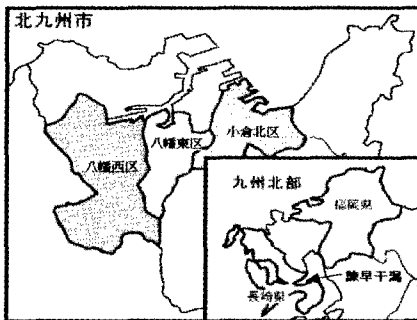 北九州市
小倉北区
八幡東区
八幡西区
九州北部
福岡県
諫早干潟
長崎県